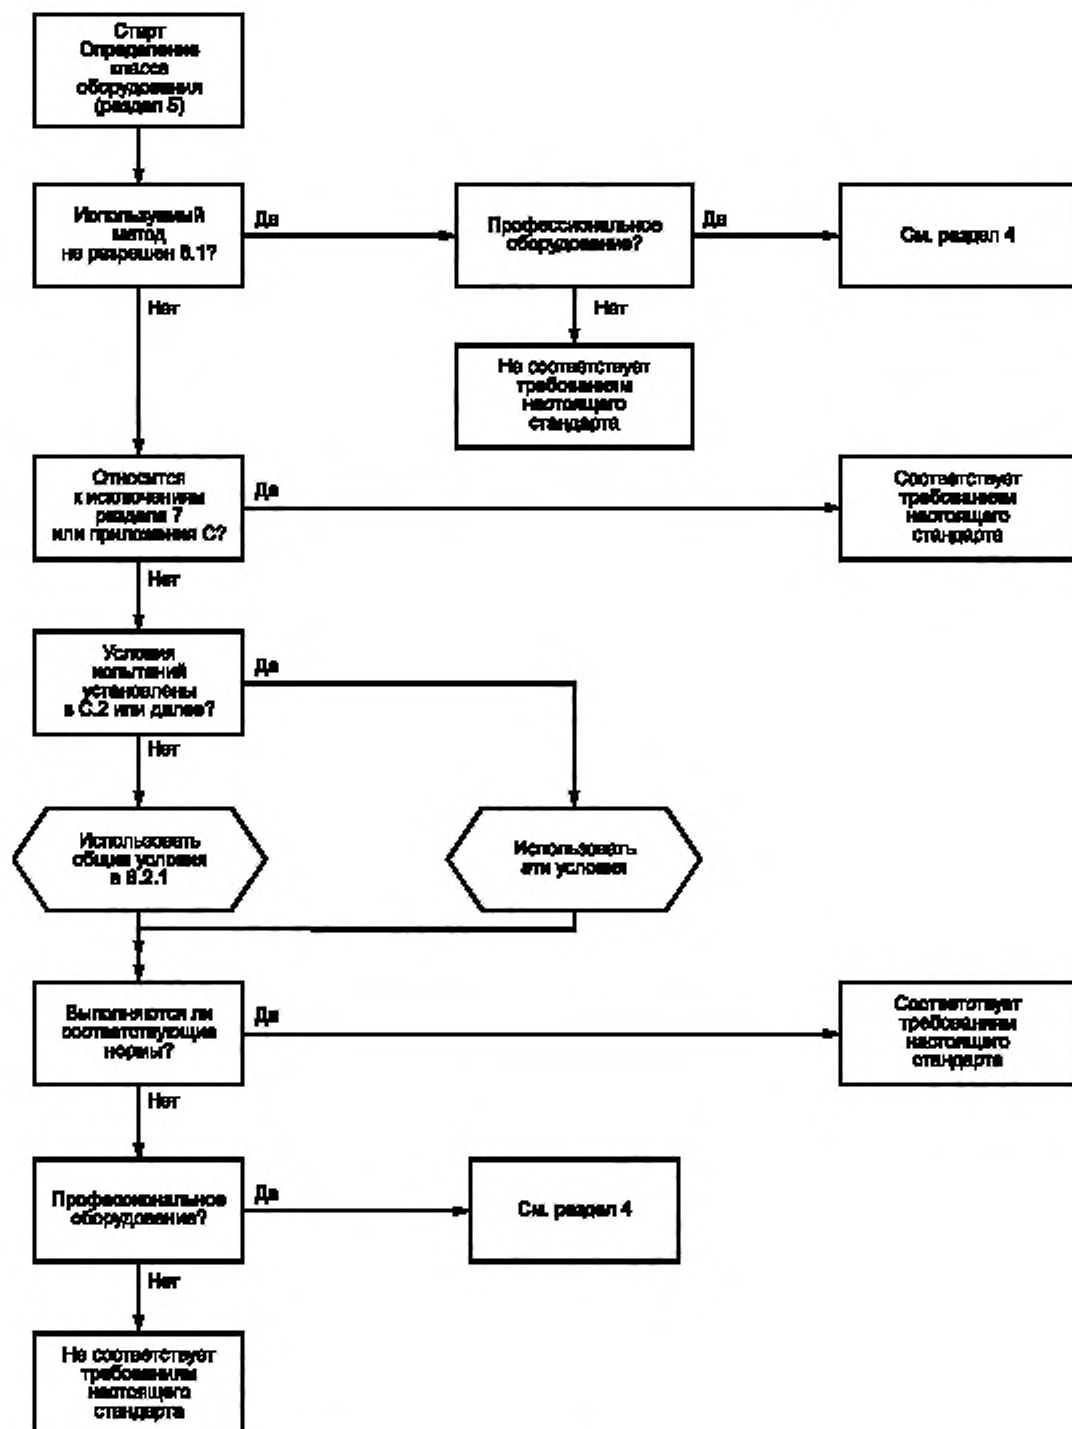 Старт
Определение
класса
оборудования
(раздел 5)
Используемый
метод
не разрешен 6.1?
Да
Профессиональное
оборудование?
Да
См. раздел 4
Нет
Нет
Не соответствует
требованиям
настоящего
стандарта
Относится
к исключениям
раздела 7
или приложения С?
Да
Соответствует
требованиям
настоящего
стандарта
Нет
Условия
испытаний
установлены
в С.2 или далее?
Да
Нет
Использовать
общие условия
в 6.2.1
Использовать
эти условия
Выполняются ли
соответствующие
нормы?
Да
Соответствует
требованиям
настоящего
стандарта
Нет
Профессиональное
оборудование?
Да
См. раздел 4
Нет
Не соответствует
требованиям
настоящего
стандарта